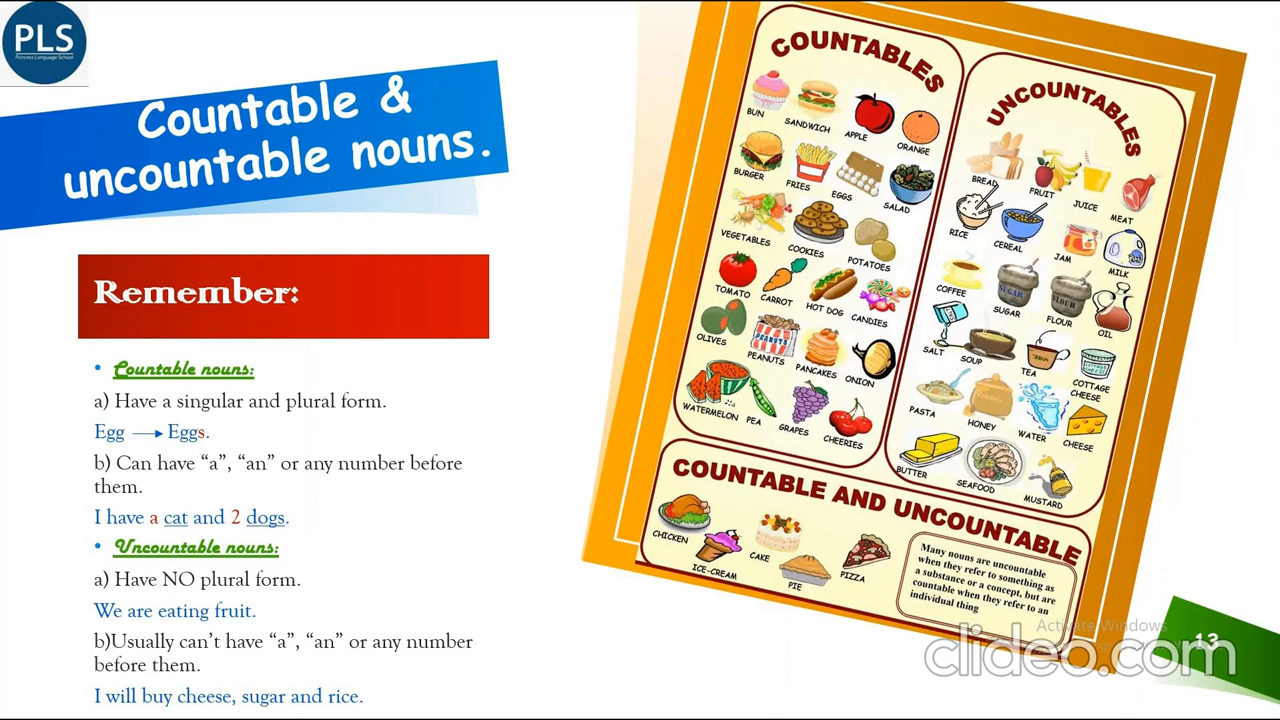 PLS
Princess Language School
Countable &
uncountable nouns.
Remember:
• Countable nouns:
a) Have a singular and plural form.
Egg → Eggs.
b) Can have “a”, “an” or any number before
them.
I have a cat and 2 dogs.
• Uncountable nouns:
a) Have NO plural form.
We are eating fruit.
b)Usually can’t have “a”, “an” or any number
before them.
I will buy cheese, sugar and rice.
COUNTABLES
BUN
SANDWICH
APPLE
ORANGE
BURGER
FRIES
EGGS
SALAD
VEGETABLES
COOKIES
POTATOES
TOMATO
CARROT
HOT DOG
CANDIES
OLIVES
PEANUTS
PEANUTS
PANCAKES
ONION
WATERMELON
PEA
GRAPES
CHEERIES
UNCOUNTABLES
BREAD
FRUIT
JUICE
MEAT
RICE
CEREAL
JAM
MILK
COFFEE
SUGAR
SUGAR
FLOUR
FLOUR
OIL
SALT
SOUP
TEA
COTTAGE
CHEESE
PASTA
HONEY
WATER
CHEESE
BUTTER
SEAFOOD
MUSTARD
COUNTABLE AND UNCOUNTABLE
CHICKEN
ICE-CREAM
CAKE
PIE
PIZZA
Many nouns are uncountable
when they refer to something as
a substance or a concept, but are
countable when they refer to an
individual thing
Activate Windows
13
clideo.com